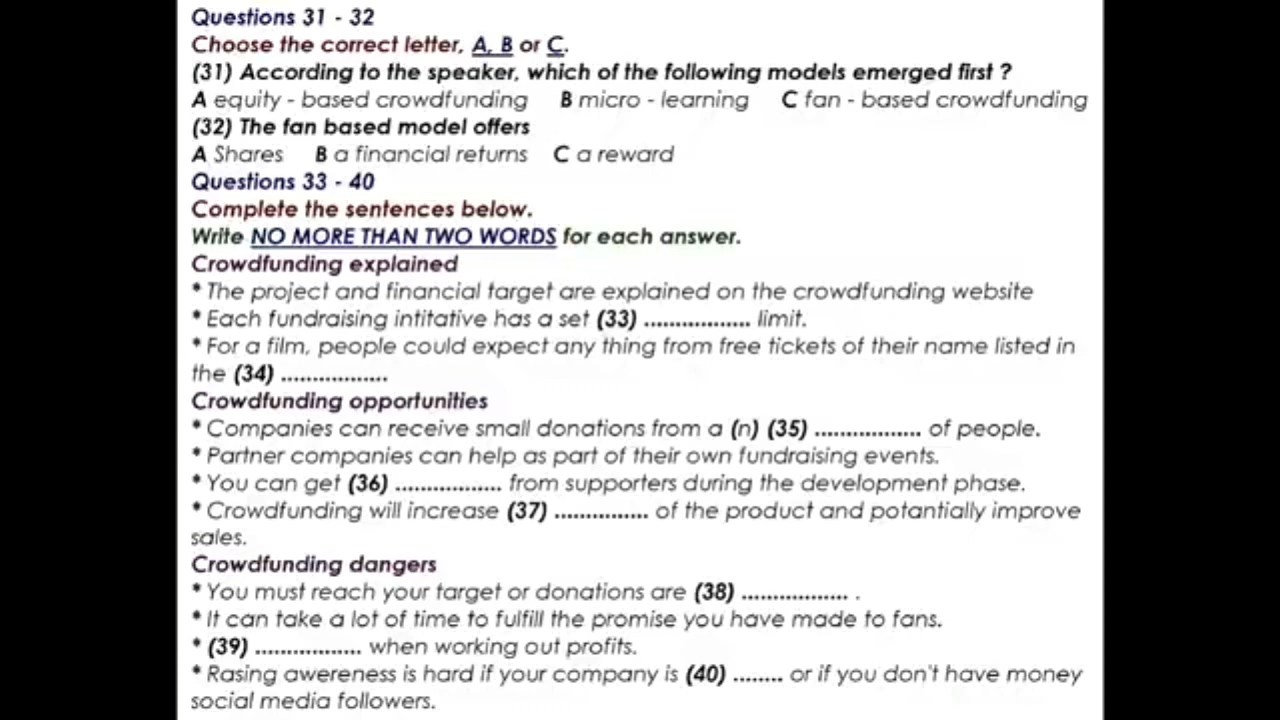 Questions 31 - 32
Choose the correct letter, A, B or C.
(31) According to the speaker, which of the following models emerged first ?
A equity - based crowdfunding B micro - learning C fan - based crowdfunding
(32) The fan based model offers
A Shares B a financial returns C a reward
Questions 33 - 40
Complete the sentences below.
Write NO MORE THAN TWO WORDS for each answer.
Crowdfunding explained
* The project and financial target are explained on the crowdfunding website
* Each fundraising intitative has a set (33) ................. limit.
* For a film, people could expect any thing from free tickets of their name listed in
the (34) .................
Crowdfunding opportunities
* Companies can receive small donations from a (n) (35) ................. of people.
* Partner companies can help as part of their own fundraising events.
* You can get (36) ................. from supporters during the development phase.
* Crowdfunding will increase (37) ............... of the product and potantially improve
sales.
Crowdfunding dangers
* You must reach your target or donations are (38) ................. .
* It can take a lot of time to fulfill the promise you have made to fans.
* (39) ................. when working out profits.
* Rasing awereness is hard if your company is (40) ........ or if you don't have money
social media followers.